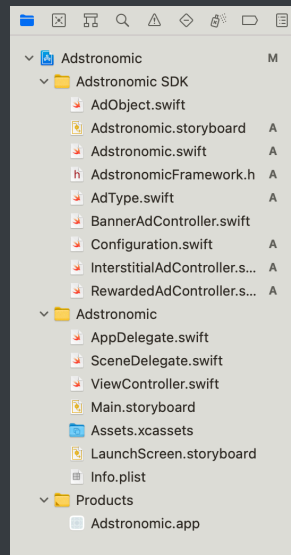 Adstronomic M
Adstronomic SDK
AdObject.swift
Adstronomic.storyboard A
Adstronomic.swift A
h AdstronomicFramework.h A
AdType.swift A
BannerAdController.swift
Configuration.swift A
InterstitialAdController.s... A
RewardedAdController.s... A
Adstronomic
AppDelegate.swift
SceneDelegate.swift
ViewController.swift
Main.storyboard
Assets.xcassets
LaunchScreen.storyboard
Info.plist
Products
Adstronomic.app